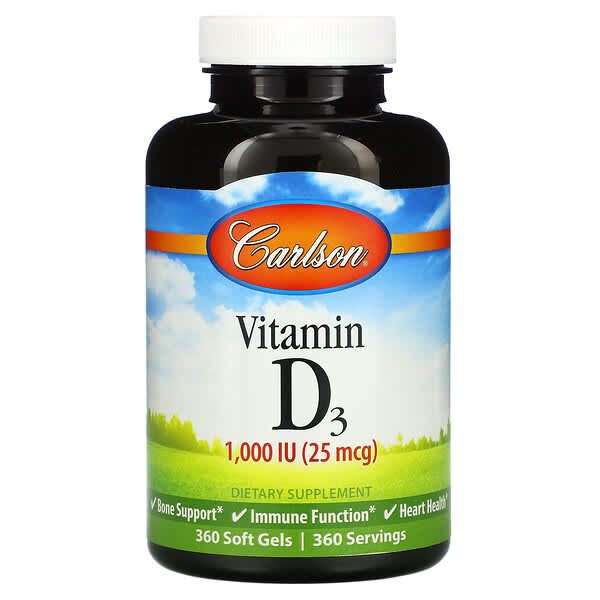 Carlson®
Vitamin
D3
1,000 IU (25 mcg)
DIETARY SUPPLEMENT
✓ Bone Support* ✓ Immune Function* ✓ Heart Health*
360 Soft Gels | 360 Servings